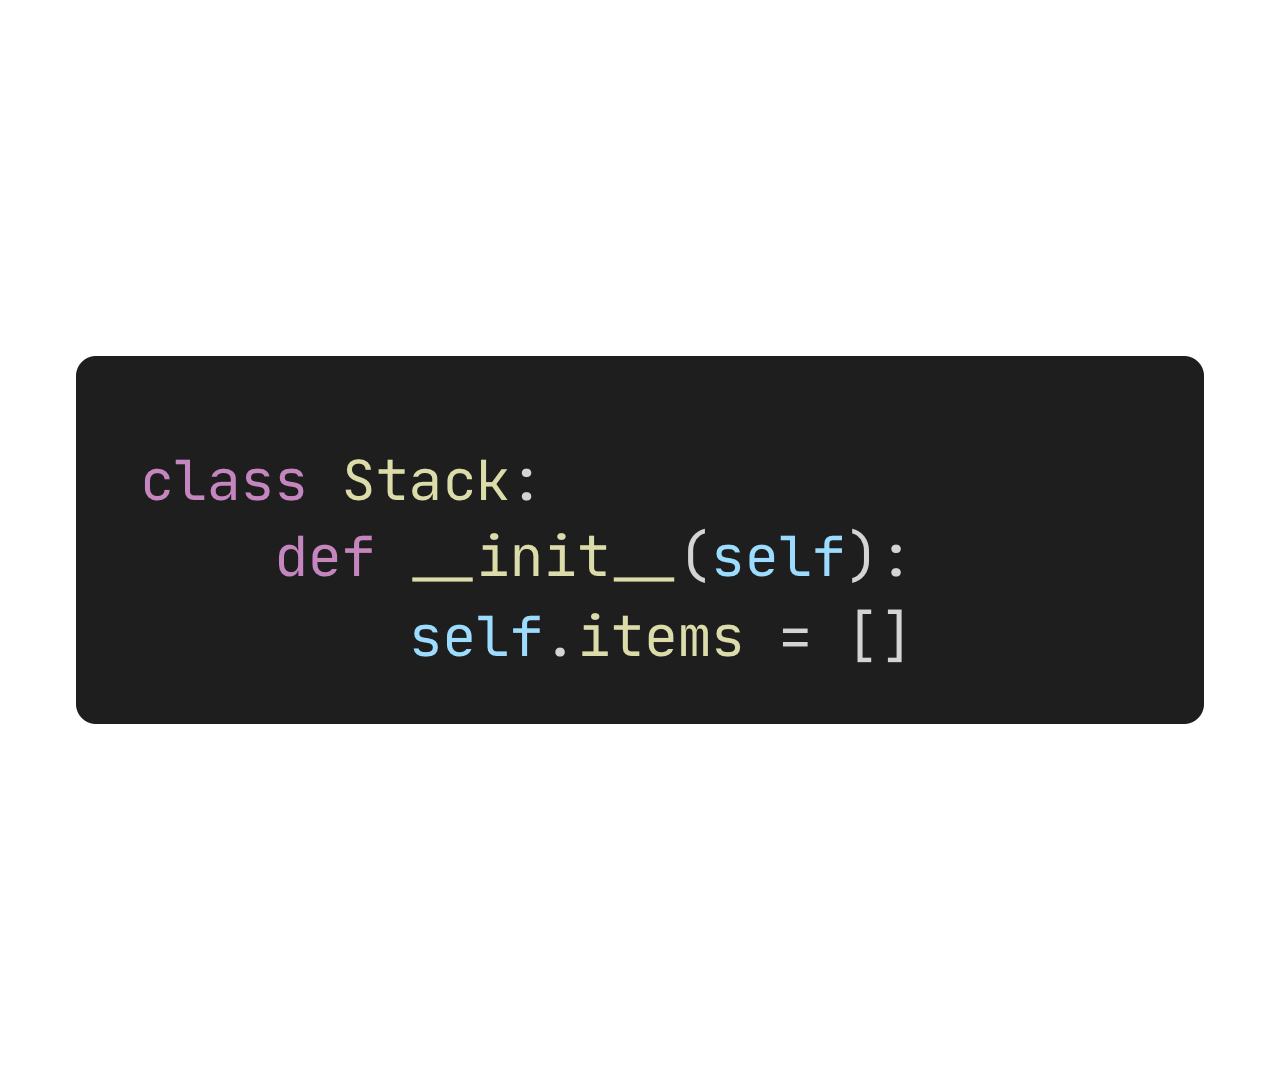 class Stack:
    def __init__(self):
        self.items = []